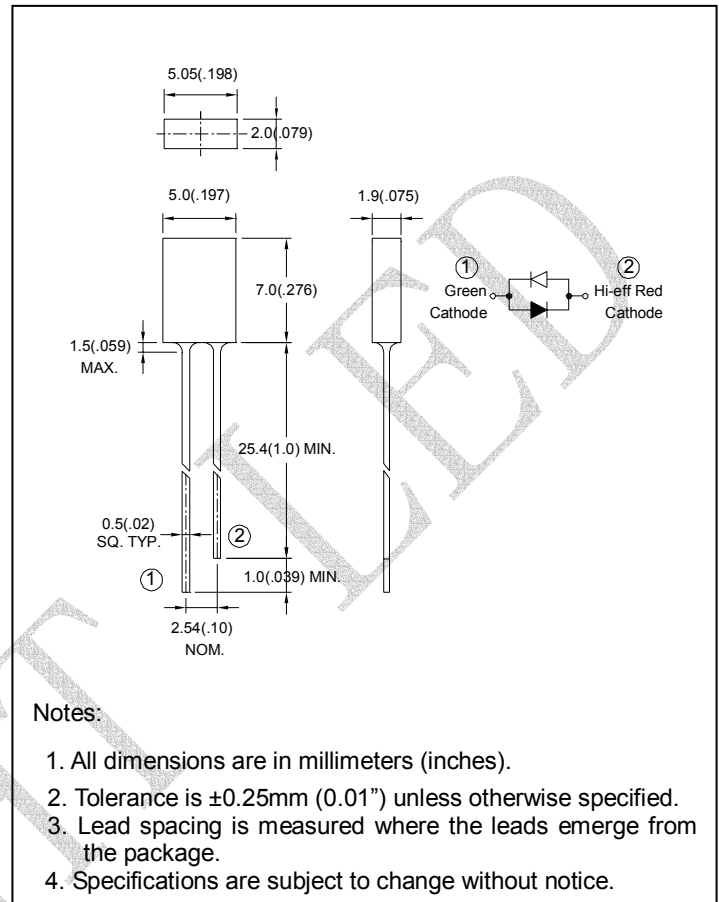 5.05(.198)
2.0(.079)
5.0(.197)
1.9(.075)
7.0(.276)
① ②
Green Hi-eff Red
Cathode Cathode
1.5(.059)
MAX.
25.4(1.0) MIN.
0.5(.02)
SQ. TYP.
②
①
1.0(.039) MIN.
2.54(.10)
NOM.
Notes:
1. All dimensions are in millimeters (inches).
2. Tolerance is ±0.25mm (0.01”) unless otherwise specified.
3. Lead spacing is measured where the leads emerge from
the package.
4. Specifications are subject to change without notice.
T LED